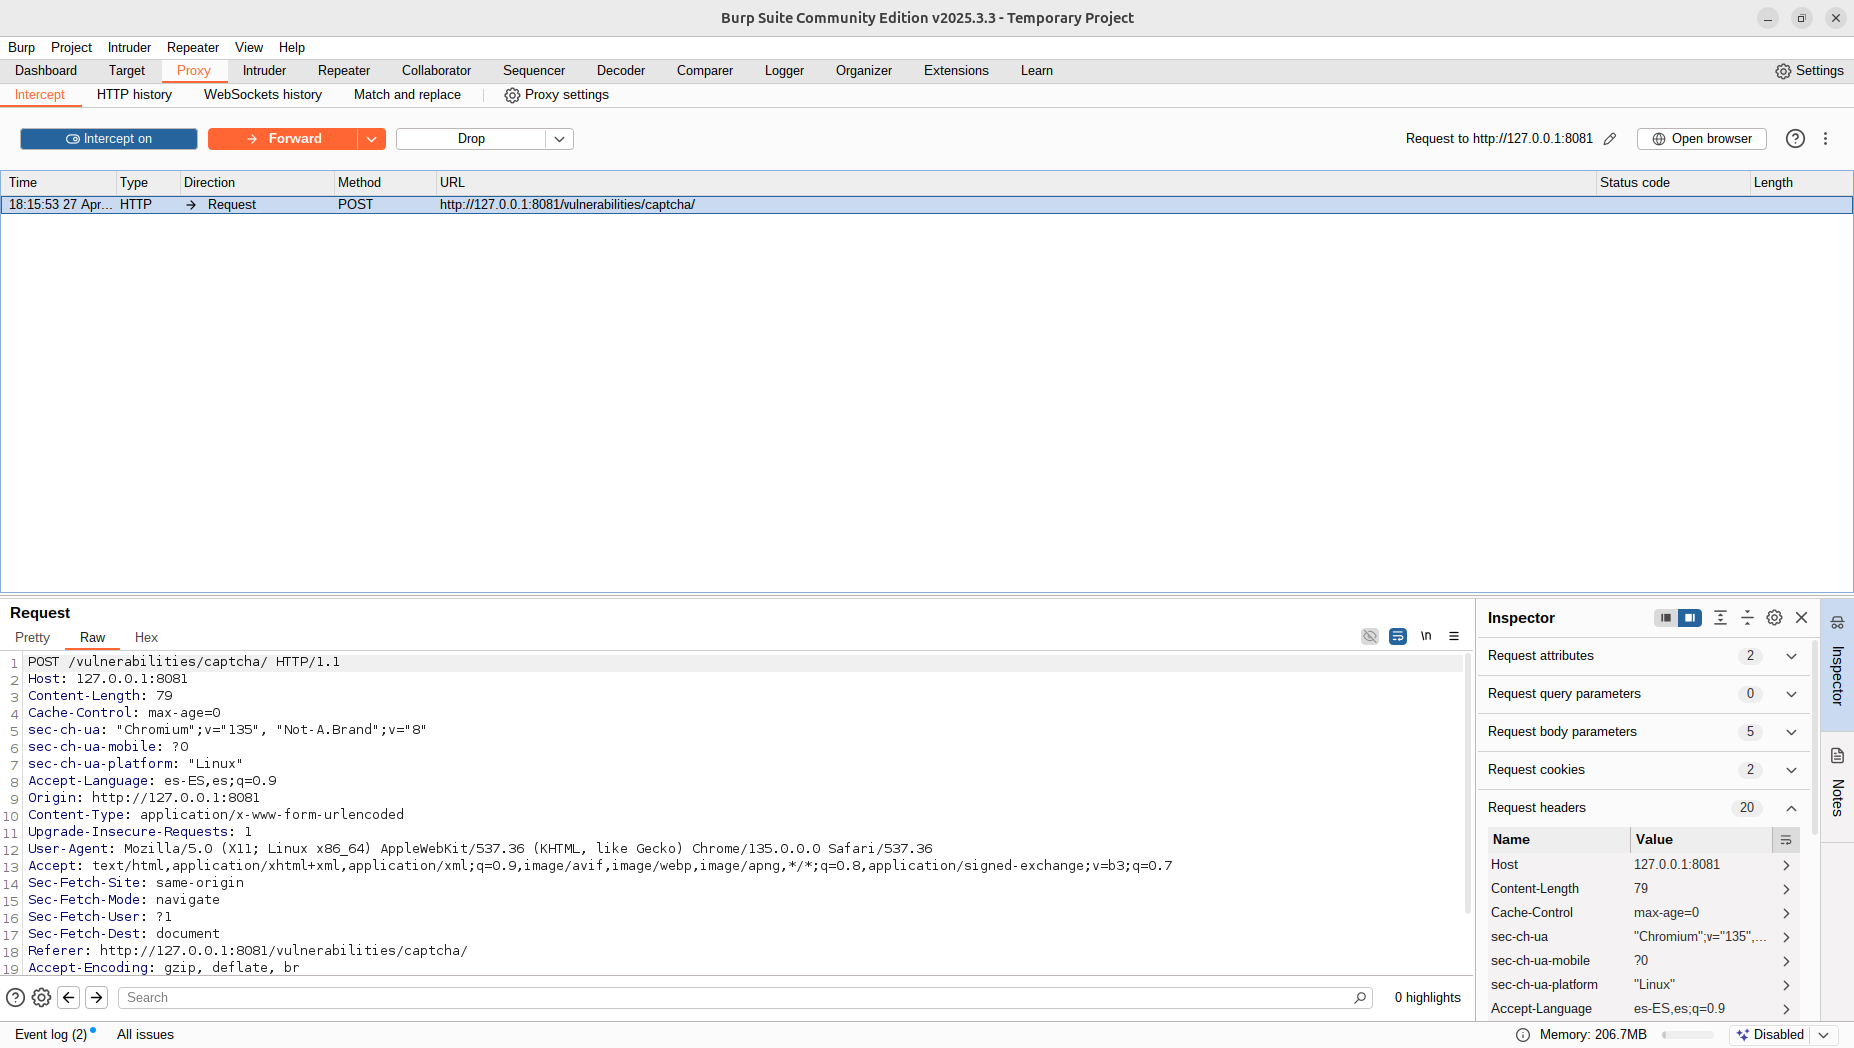 Burp Suite Community Edition v2025.3.3 - Temporary Project
Burp Project Intruder Repeater View Help
Dashboard Target Proxy Intruder Repeater Collaborator Sequencer Decoder Comparer Logger Organizer Extensions Learn Settings
Intercept HTTP history WebSockets history Match and replace Proxy settings
Intercept on Forward Drop Request to http://127.0.0.1:8081 Open browser
Time Type Direction Method URL Status code Length
18:15:53 27 Apr... HTTP Request POST http://127.0.0.1:8081/vulnerabilities/captcha/
Request
Pretty Raw Hex \n
1 POST /vulnerabilities/captcha/ HTTP/1.1
2 Host: 127.0.0.1:8081
3 Content-Length: 79
4 Cache-Control: max-age=0
5 sec-ch-ua: "Chromium";v="135", "Not-A.Brand";v="8"
6 sec-ch-ua-mobile: ?0
7 sec-ch-ua-platform: "Linux"
8 Accept-Language: es-ES,es;q=0.9
9 Origin: http://127.0.0.1:8081
10 Content-Type: application/x-www-form-urlencoded
11 Upgrade-Insecure-Requests: 1
12 User-Agent: Mozilla/5.0 (X11; Linux x86_64) AppleWebKit/537.36 (KHTML, like Gecko) Chrome/135.0.0.0 Safari/537.36
13 Accept: text/html,application/xhtml+xml,application/xml;q=0.9,image/avif,image/webp,image/apng,*/*;q=0.8,application/signed-exchange;v=b3;q=0.7
14 Sec-Fetch-Site: same-origin
15 Sec-Fetch-Mode: navigate
16 Sec-Fetch-User: ?1
17 Sec-Fetch-Dest: document
18 Referer: http://127.0.0.1:8081/vulnerabilities/captcha/
19 Accept-Encoding: gzip, deflate, br
Search 0 highlights
Inspector
Request attributes 2
Request query parameters 0
Request body parameters 5
Request cookies 2
Request headers 20
Name Value
Host 127.0.0.1:8081
Content-Length 79
Cache-Control max-age=0
sec-ch-ua "Chromium";v="135",...
sec-ch-ua-mobile ?0
sec-ch-ua-platform "Linux"
Accept-Language es-ES,es;q=0.9
Inspector
Notes
Event log (2) All issues Memory: 206.7MB Disabled